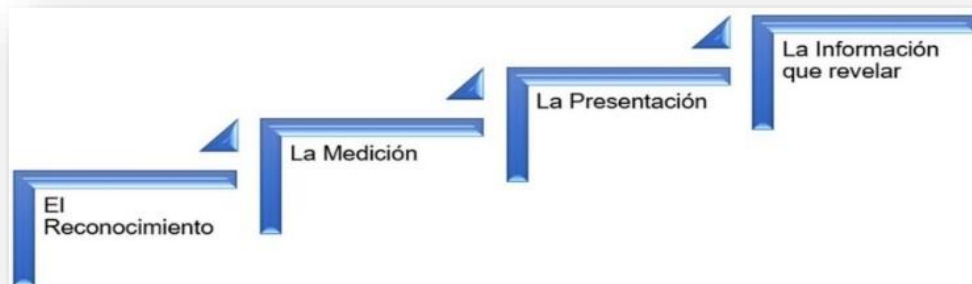 El
Reconocimiento
La Medición
La Presentación
La Información
que revelar